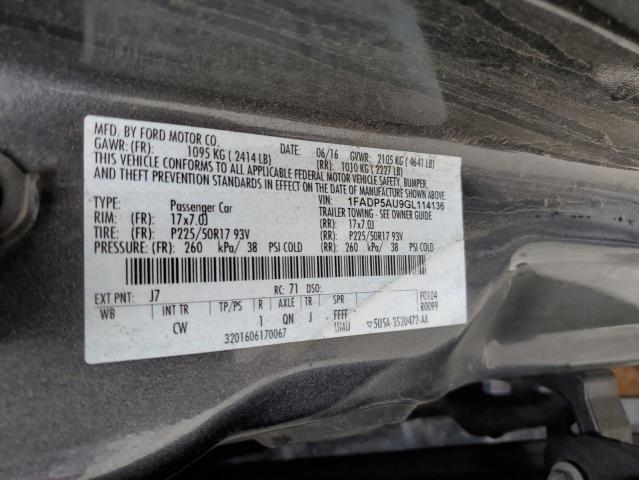 MFD. BY FORD MOTOR CO.
DATE: 06/16 GVWR: 2105 KG ( 4641 LB)
GAWR: (FR): 1095 KG ( 2414 LB) (RR): 1010 KG ( 2227 LB)
THIS VEHICLE CONFORMS TO ALL APPLICABLE FEDERAL MOTOR VEHICLE SAFETY, BUMPER,
AND THEFT PREVENTION STANDARDS IN EFFECT ON THE DATE OF MANUFACTURE SHOWN ABOVE.
VIN: 1FADP5AU9GL114136
TYPE: Passenger Car TRAILER TOWING - SEE OWNER GUIDE
RIM: (FR): 17x7.0J (RR): 17x7.0J
TIRE: (FR): P225/50R17 93V (RR): P225/50R17 93V
PRESSURE: (FR): 260 kPa/ 38 PSI COLD (RR): 260 kPa/ 38 PSI COLD
EXT PNT: J7 RC: 71 DSO: F0104
WB INT TR TP/PS R AXLE TR SPR R0099
CW 1 QN J FFFF
3201606170067 5U5A-3520472-AA